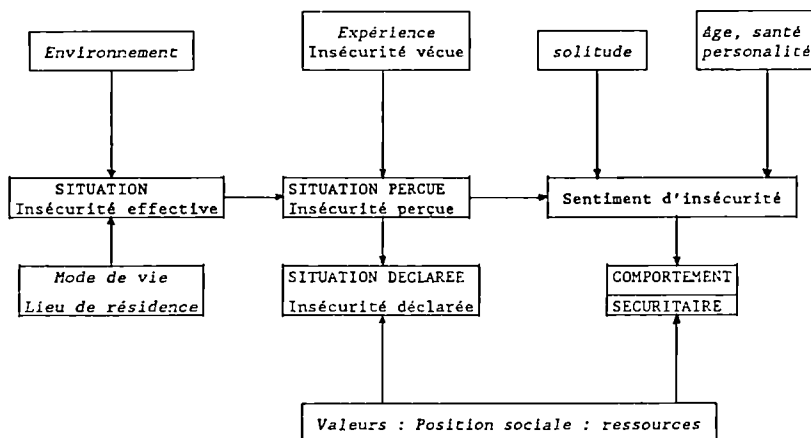 Environnement
Expérience
Insécurité vécue
solitude
Age, santé
personalité
SITUATION
Insécurité effective
SITUATION PERCUE
Insécurité perçue
Sentiment d'insécurité
Mode de vie
Lieu de résidence
SITUATION DECLAREE
Insécurité déclarée
COMPORTEMENT
SECURITAIRE
Valeurs : Position sociale : ressources